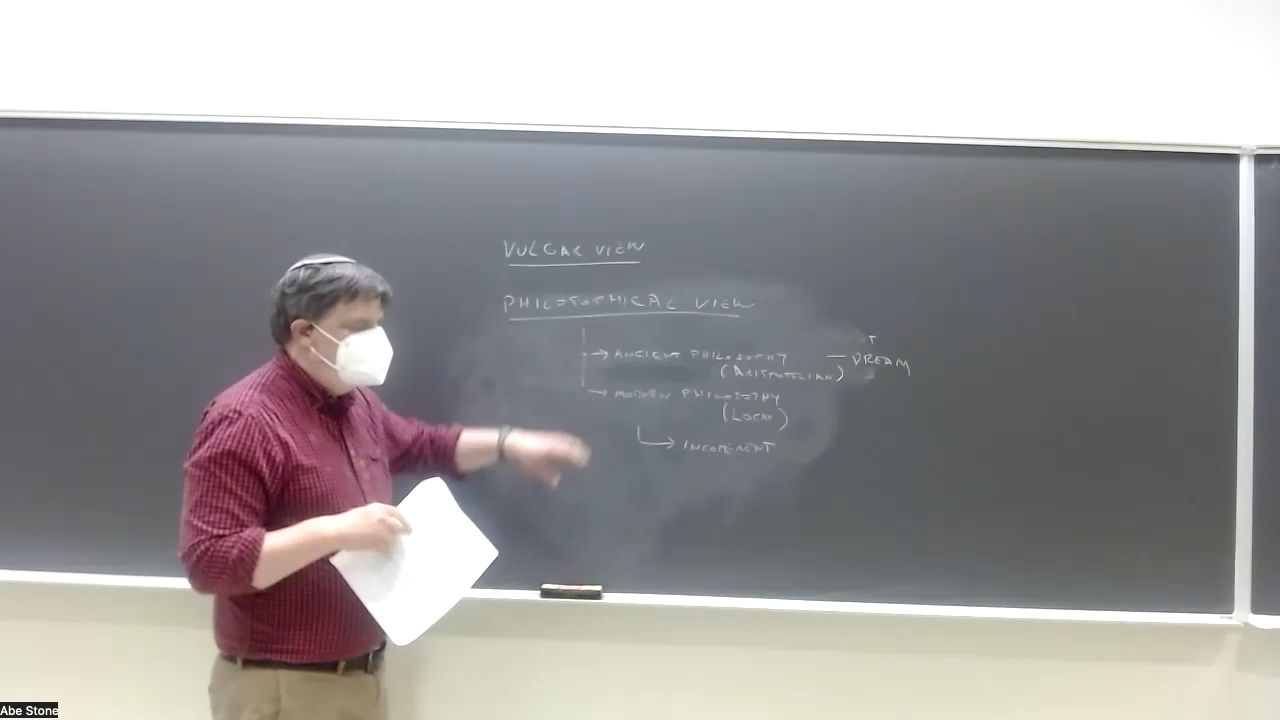 VULGAR VIEW
PHILOSOPHICAL VIEW
ANCIENT PHILOSOPHY — DREAM
(ARISTOTELIAN)
MODERN PHILOSOPHY
(LOCKE)
INCOHERENT
Abe Stone